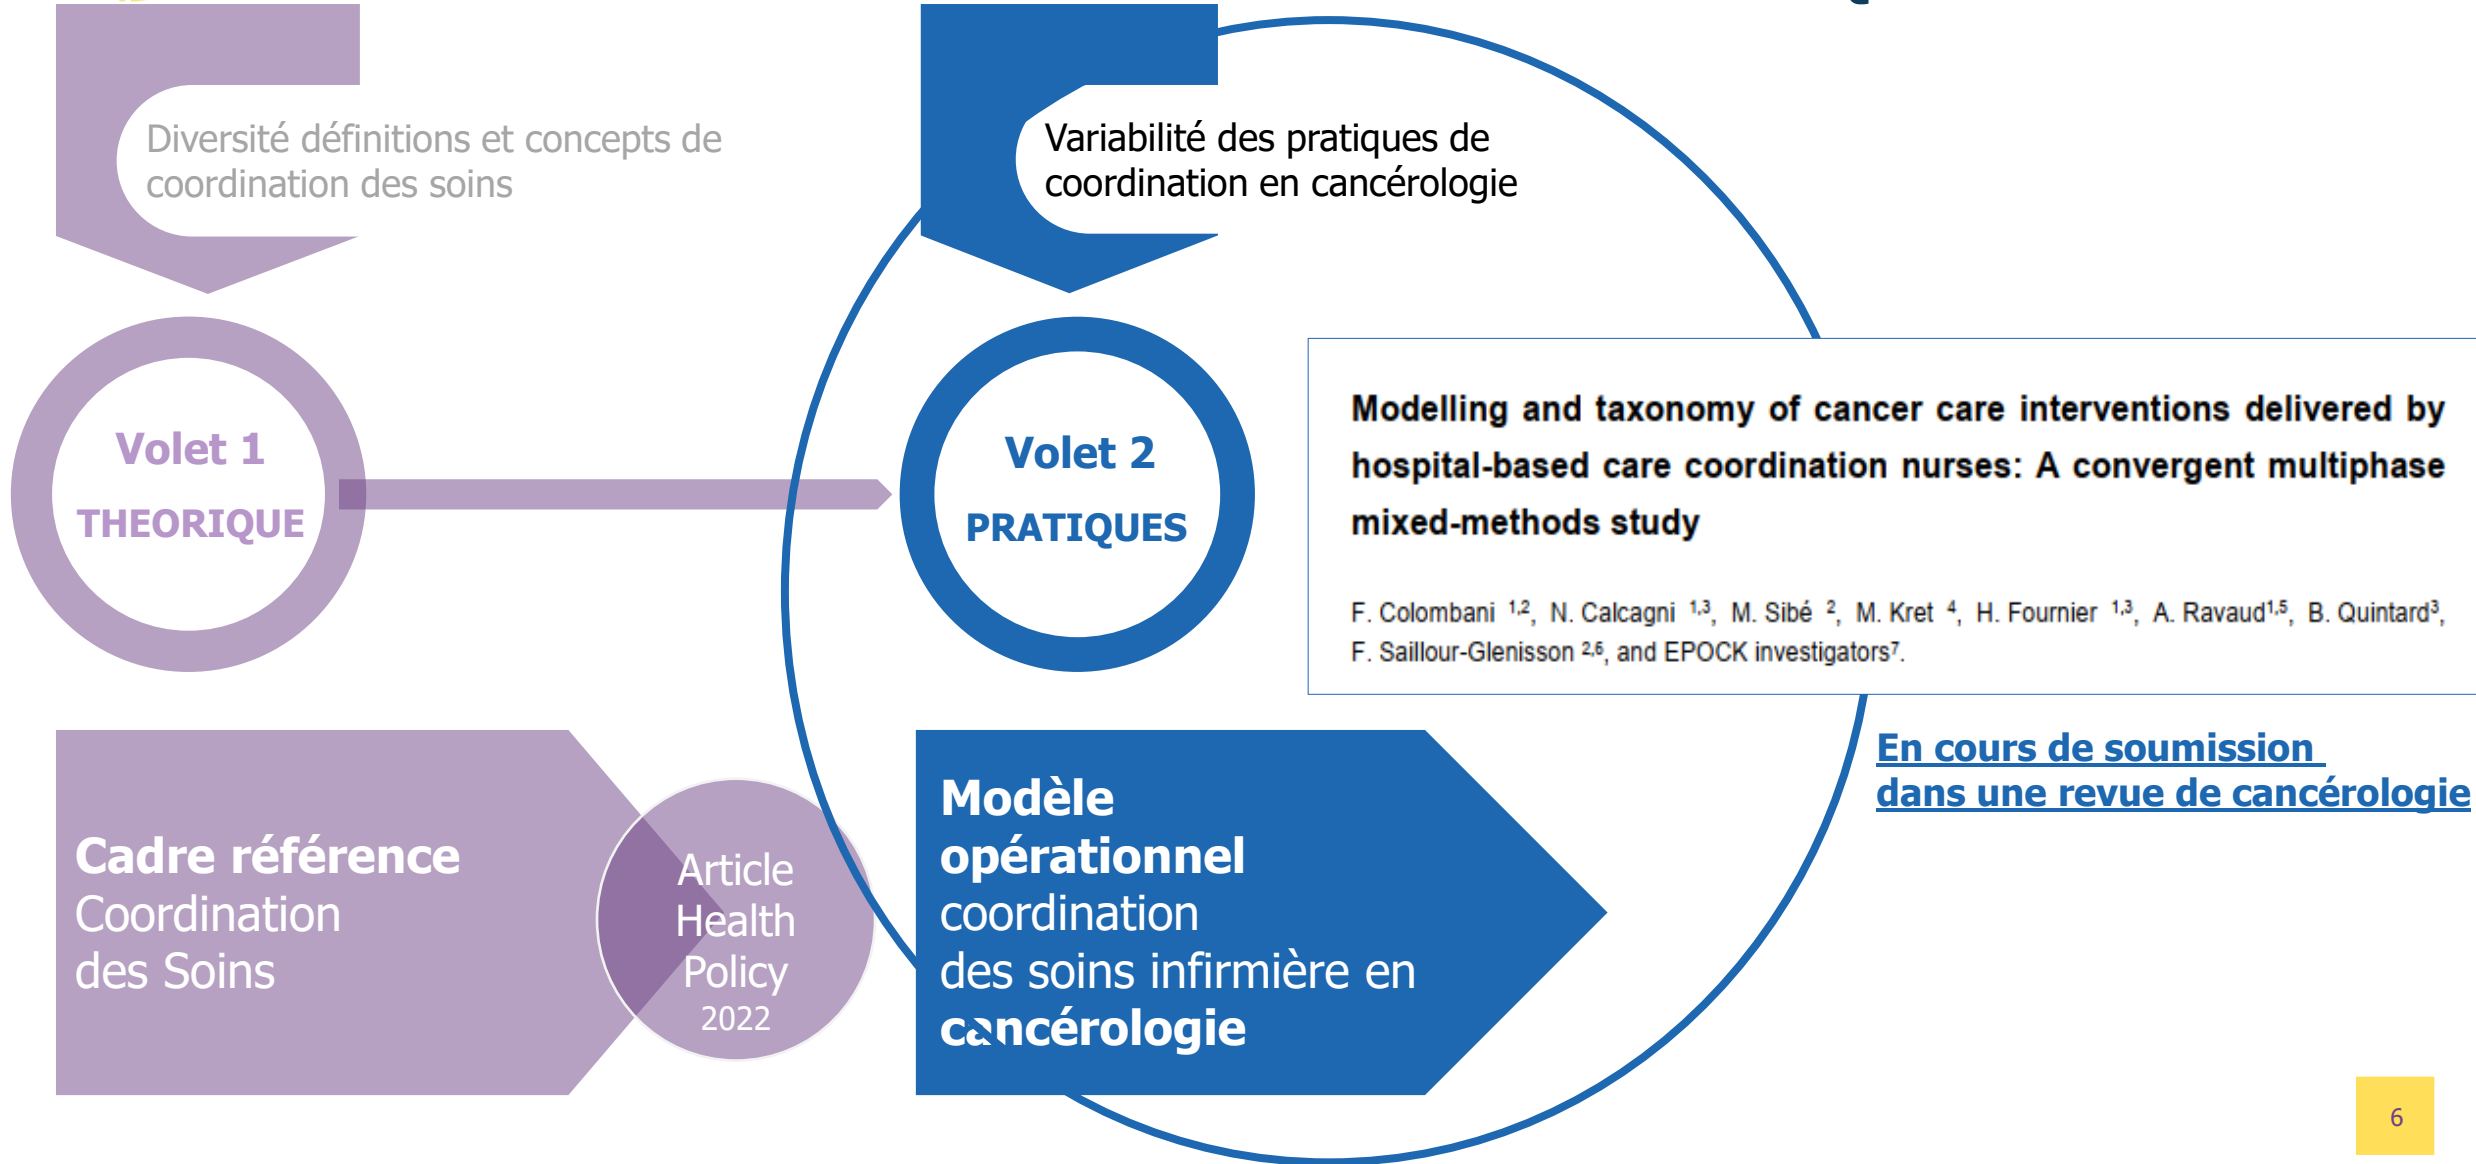 Diversité définitions et concepts de
coordination des soins
Variabilité des pratiques de
coordination en cancérologie
Volet 1
THEORIQUE
Volet 2
PRATIQUES
Modelling and taxonomy of cancer care interventions delivered by
hospital-based care coordination nurses: A convergent multiphase
mixed-methods study
F. Colombani 1,2, N. Calcagni 1,3, M. Sibé 2, M. Kret 4, H. Fournier 1,3, A. Ravaud1,5, B. Quintard3,
F. Saillour-Glenisson 2,6, and EPOCK investigators7.
En cours de soumission
dans une revue de cancérologie
Cadre référence
Coordination
des Soins
Article
Health
Policy
2022
Modèle
opérationnel
coordination
des soins infirmière en
cancérologie
6